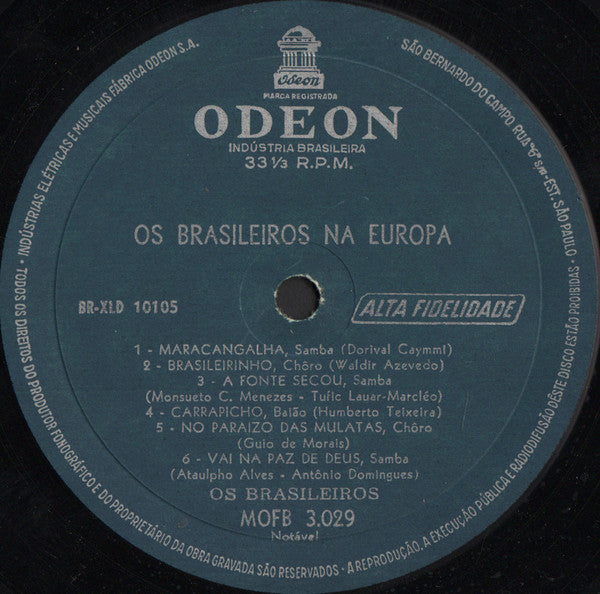 Odeon
MARCA REGISTRADA
ODEON
INDÚSTRIA BRASILEIRA
33 1/3 R.P.M.
OS BRASILEIROS NA EUROPA
BR-XLD 10105
ALTA FIDELIDADE
1 - MARACANGALHA, Samba (Dorival Caymmi)
2 - BRASILEIRINHO, Chôro (Waldir Azevedo)
3 - A FONTE SECOU, Samba
(Monsueto C. Menezes - Tufic Lauar-Marcléo)
4 - CARRAPICHO, Baião (Humberto Teixeira)
5 - NO PARAIZO DAS MULATAS, Chôro
(Guio de Morais)
6 - VAI NA PAZ DE DEUS, Samba
(Ataulpho Alves - Antônio Domingues)
OS BRASILEIROS
MOFB 3.029
Notável
INDÚSTRIAS ELÉTRICAS E MUSICAIS FÁBRICA ODEON S.A.
SÃO BERNARDO DO CAMPO, RUA "6" s/n-EST. SÃO PAULO
• TODOS OS DIREITOS DO PRODUTOR FONOGRÁFICO E DO PROPRIETÁRIO DA OBRA GRAVADA SÃO RESERVADOS • A REPRODUÇÃO, A EXECUÇÃO PÚBLICA E RADIODIFUSÃO DESTE DISCO ESTÃO PROIBIDAS •